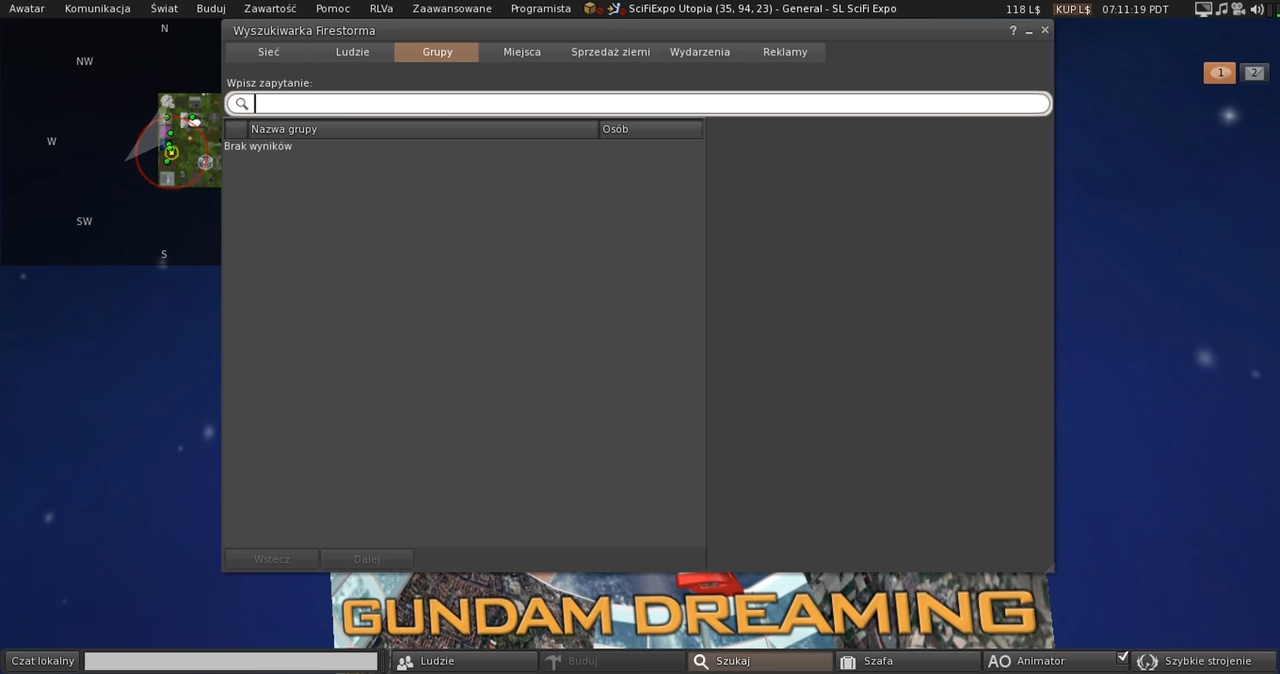 Awatar Komunikacja Świat Buduj Zawartość Pomoc RLVa Zaawansowane Programista SciFiExpo Utopia (35, 94, 23) - General - SL SciFi Expo 118 L$ KUP L$ 07:11:19 PDT
N
NW
W
SW
S
Wyszukiwarka Firestorma ?
Sieć Ludzie Grupy Miejsca Sprzedaż ziemi Wydarzenia Reklamy
1 2
Wpisz zapytanie:
Nazwa grupy Osób
Brak wyników
Wstecz Dalej
GUNDAM DREAMING
Czat lokalny Ludzie Buduj Szukaj Szafa AO Animator Szybkie strojenie